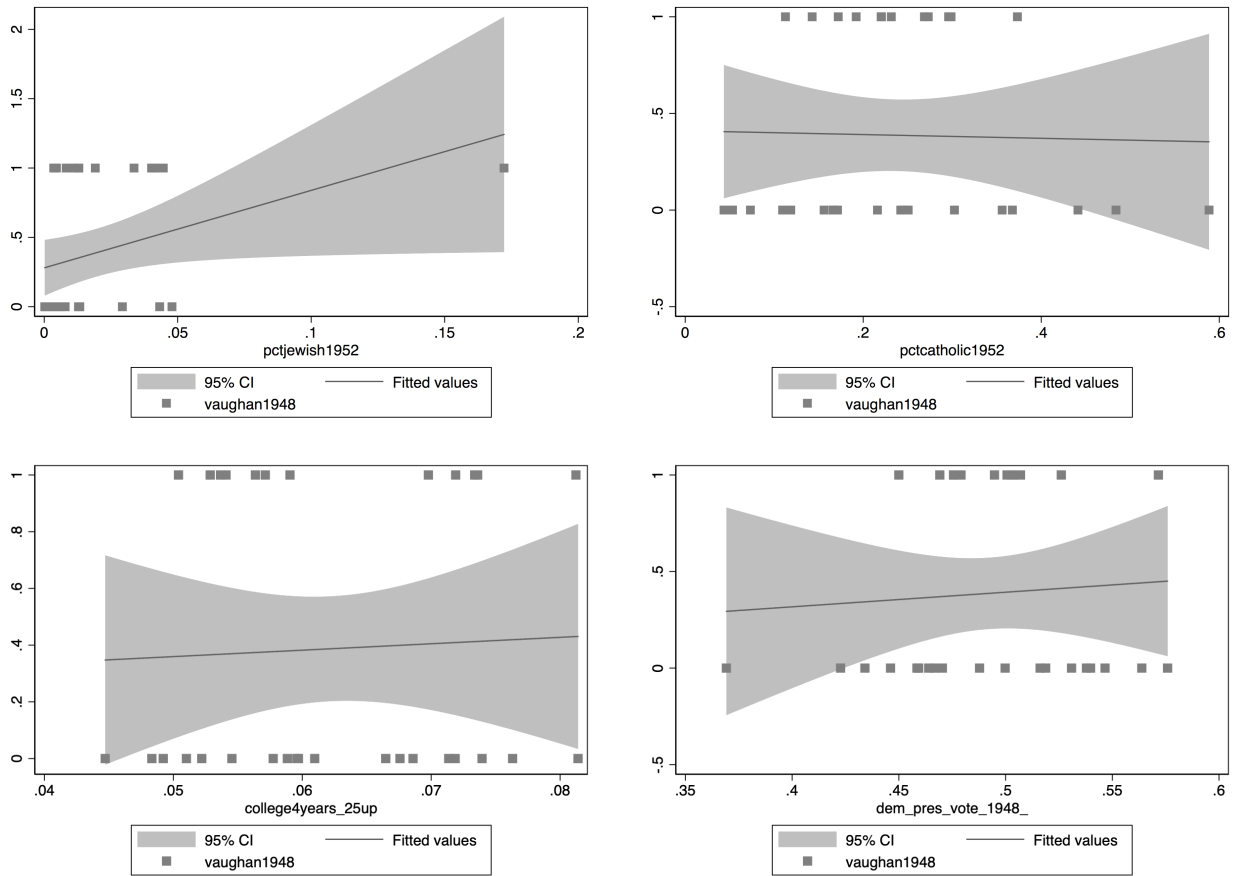 2
1.5
1
.5
0
0 .05 .1 .15 .2
pctjewish1952
95% CI Fitted values
vaughan1948
1
.5
0
-.5
0 .2 .4 .6
pctcatholic1952
95% CI Fitted values
vaughan1948
1
.8
.6
.4
.2
0
.04 .05 .06 .07 .08
college4years_25up
95% CI Fitted values
vaughan1948
1
.5
0
-.5
.35 .4 .45 .5 .55 .6
dem_pres_vote_1948_
95% CI Fitted values
vaughan1948